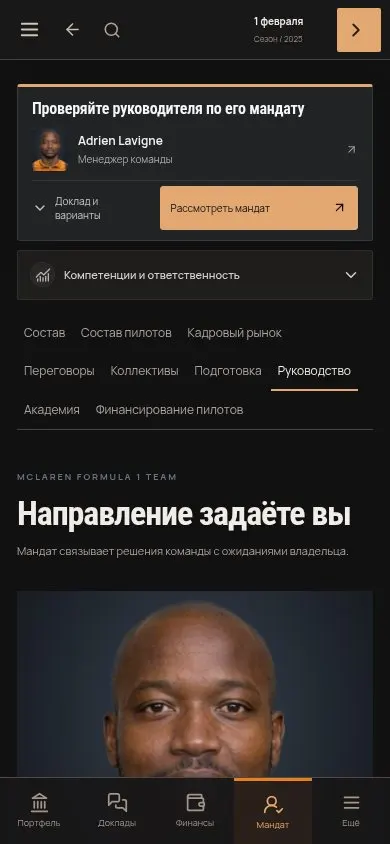 1 февраля
Сезон / 2025
Проверяйте руководителя по его мандату
Adrien Lavigne
Менеджер команды
Доклад и
варианты
Рассмотреть мандат
Компетенции и ответственность
Состав Состав пилотов Кадровый рынок
Переговоры Коллективы Подготовка Руководство
Академия Финансирование пилотов
MCLAREN FORMULA 1 TEAM
Направление задаёте вы
Мандат связывает решения команды с ожиданиями владельца.
Портфель Доклады Финансы Мандат Ещё